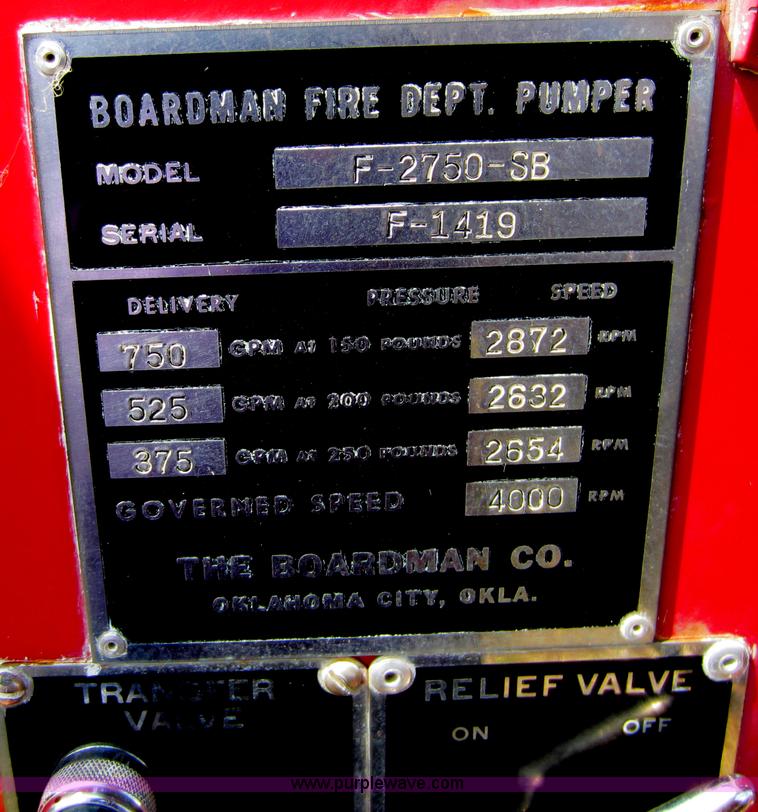 BOARDMAN FIRE DEPT. PUMPER
MODEL F-2750-SB
SERIAL F-1419
DELIVERY PRESSURE SPEED
750 GPM AT 150 POUNDS 2872 RPM
525 GPM AT 200 POUNDS 2632 RPM
375 GPM AT 250 POUNDS 2654 RPM
GOVERNED SPEED 4000 RPM
THE BOARDMAN CO.
OKLAHOMA CITY, OKLA.
TRANSFER
VALVE
RELIEF VALVE
ON OFF
www.purplewave.com